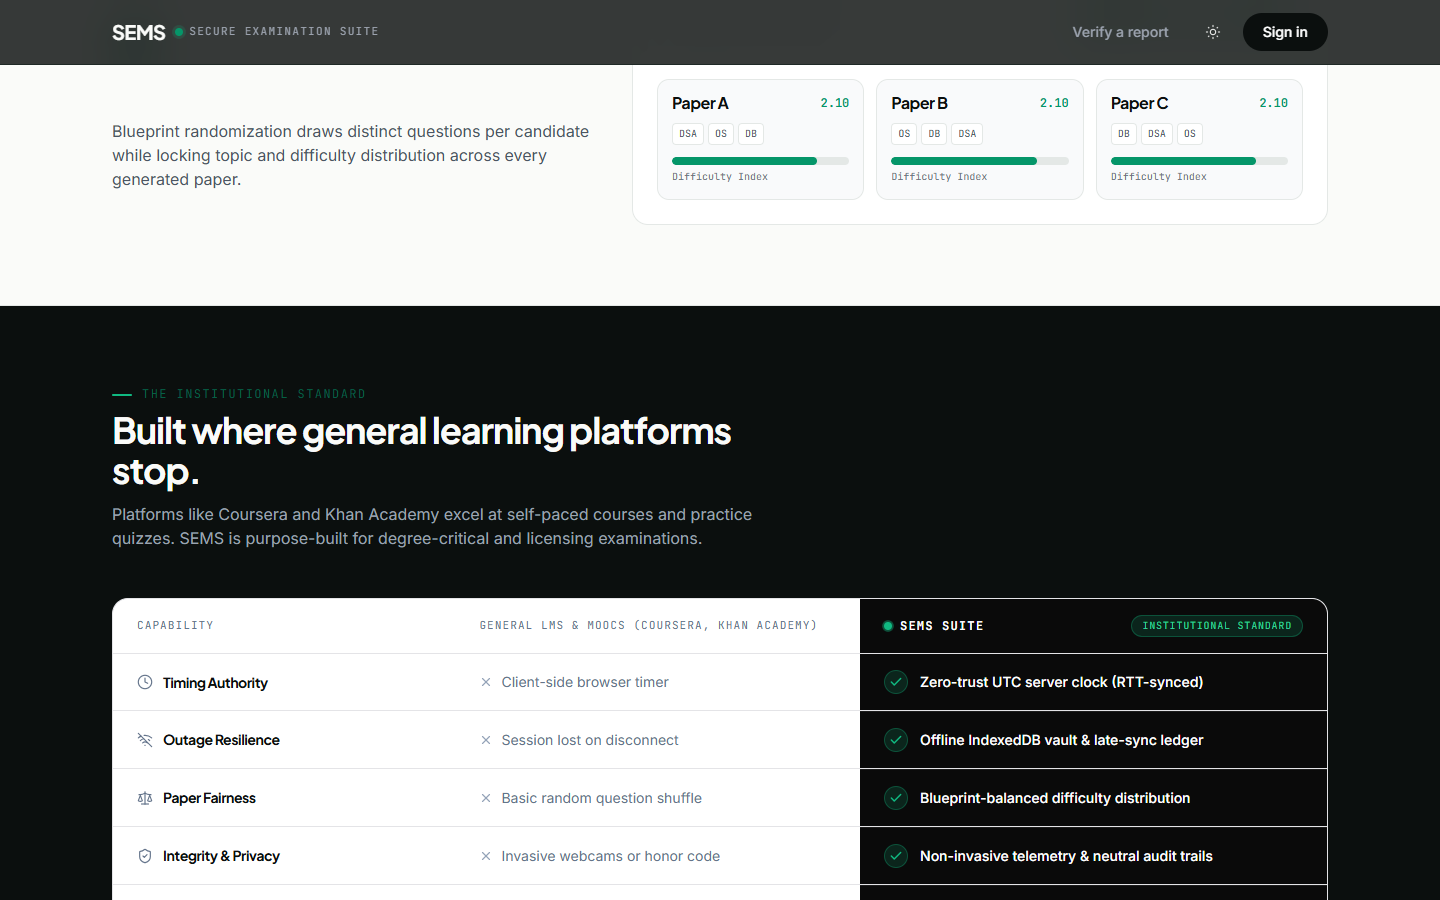 SEMS SECURE EXAMINATION SUITE Verify a report Sign in
Blueprint randomization draws distinct questions per candidate
while locking topic and difficulty distribution across every
generated paper.
Paper A 2.10
DSA OS DB
Difficulty Index
Paper B 2.10
OS DB DSA
Difficulty Index
Paper C 2.10
DB DSA OS
Difficulty Index
THE INSTITUTIONAL STANDARD
Built where general learning platforms
stop.
Platforms like Coursera and Khan Academy excel at self-paced courses and practice
quizzes. SEMS is purpose-built for degree-critical and licensing examinations.
CAPABILITY GENERAL LMS & MOOCS (COURSERA, KHAN ACADEMY) SEMS SUITE INSTITUTIONAL STANDARD
Timing Authority Client-side browser timer Zero-trust UTC server clock (RTT-synced)
Outage Resilience Session lost on disconnect Offline IndexedDB vault & late-sync ledger
Paper Fairness Basic random question shuffle Blueprint-balanced difficulty distribution
Integrity & Privacy Invasive webcams or honor code Non-invasive telemetry & neutral audit trails